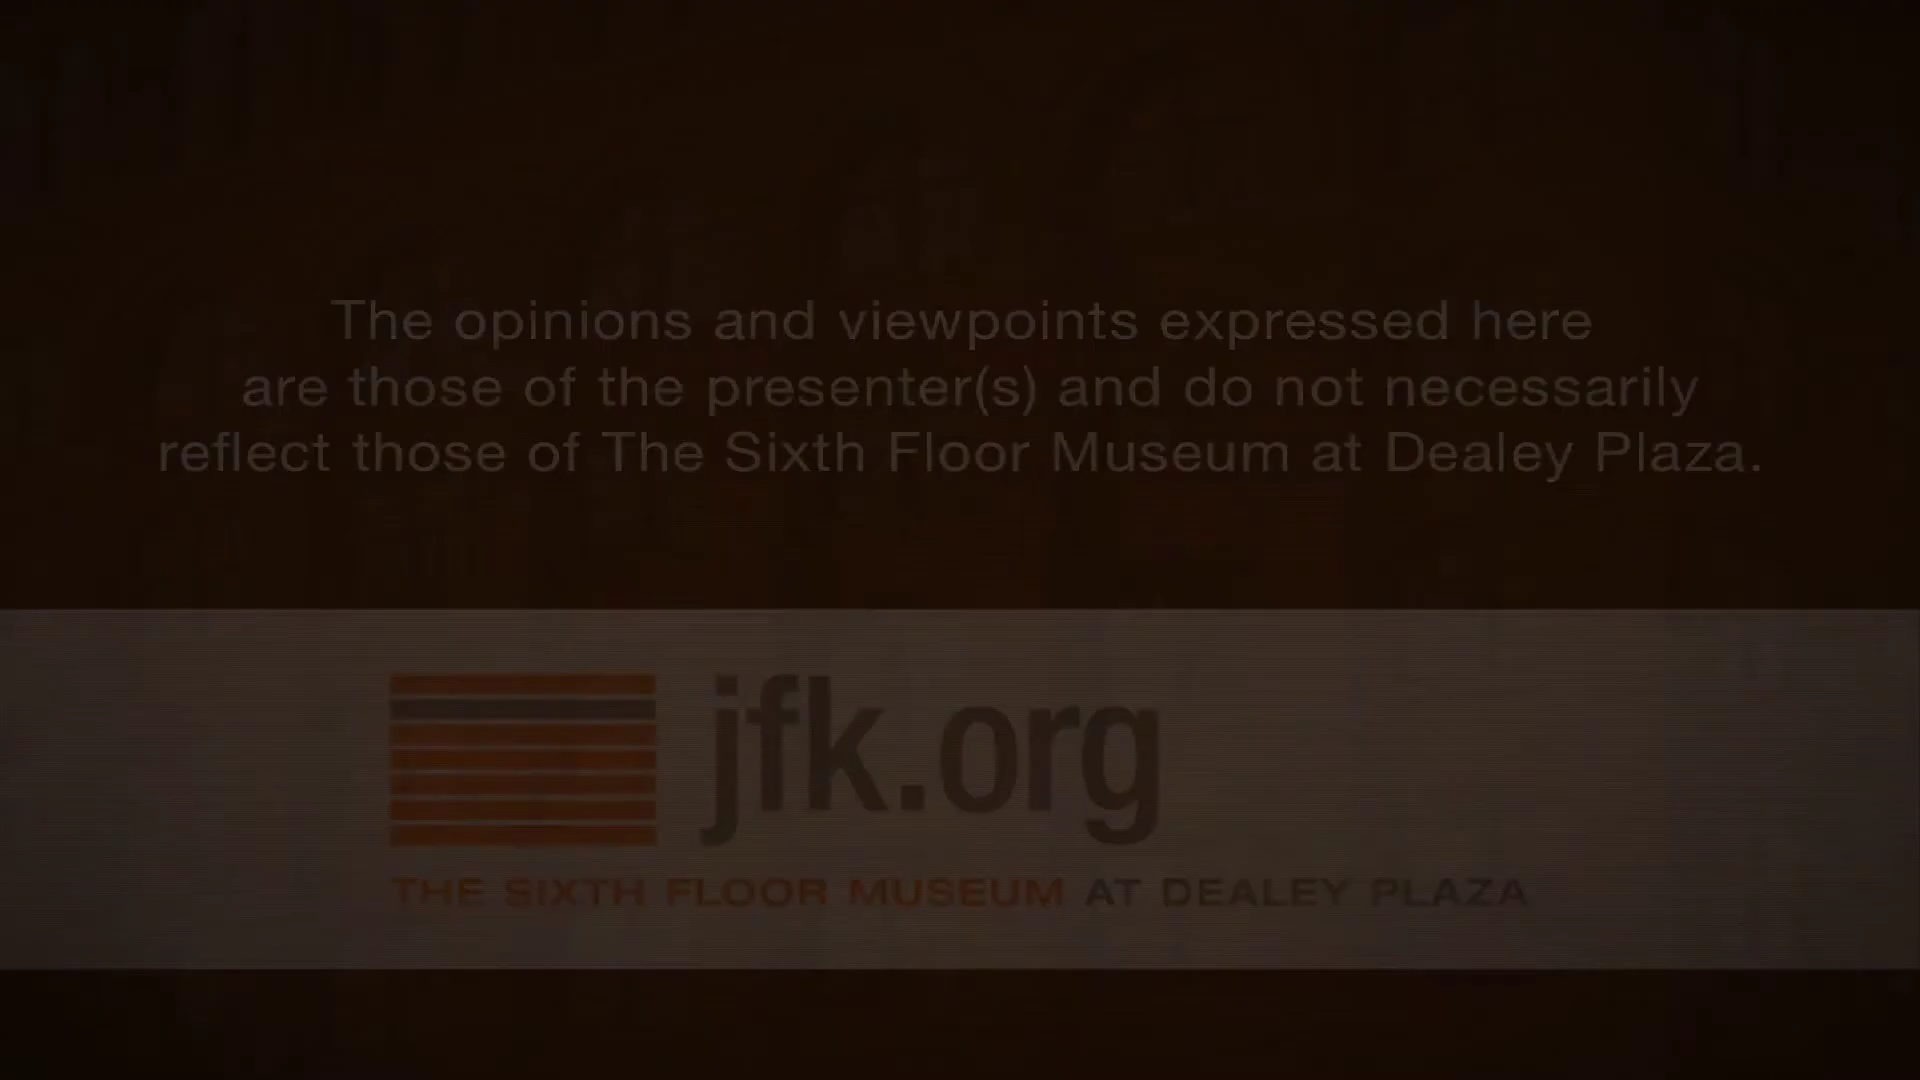 The opinions and viewpoints expressed here
are those of the presenter(s) and do not necessarily
reflect those of The Sixth Floor Museum at Dealey Plaza.
jfk.org
THE SIXTH FLOOR MUSEUM AT DEALEY PLAZA